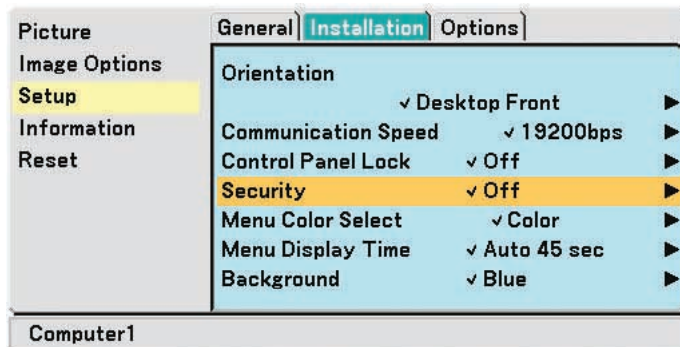 Picture
Image Options
Setup
Information
Reset
General Installation Options
Orientation
✓ Desktop Front ▶
Communication Speed ✓ 19200bps ▶
Control Panel Lock ✓ Off ▶
Security ✓ Off ▶
Menu Color Select ✓ Color ▶
Menu Display Time ✓ Auto 45 sec ▶
Background ✓ Blue ▶
Computer1